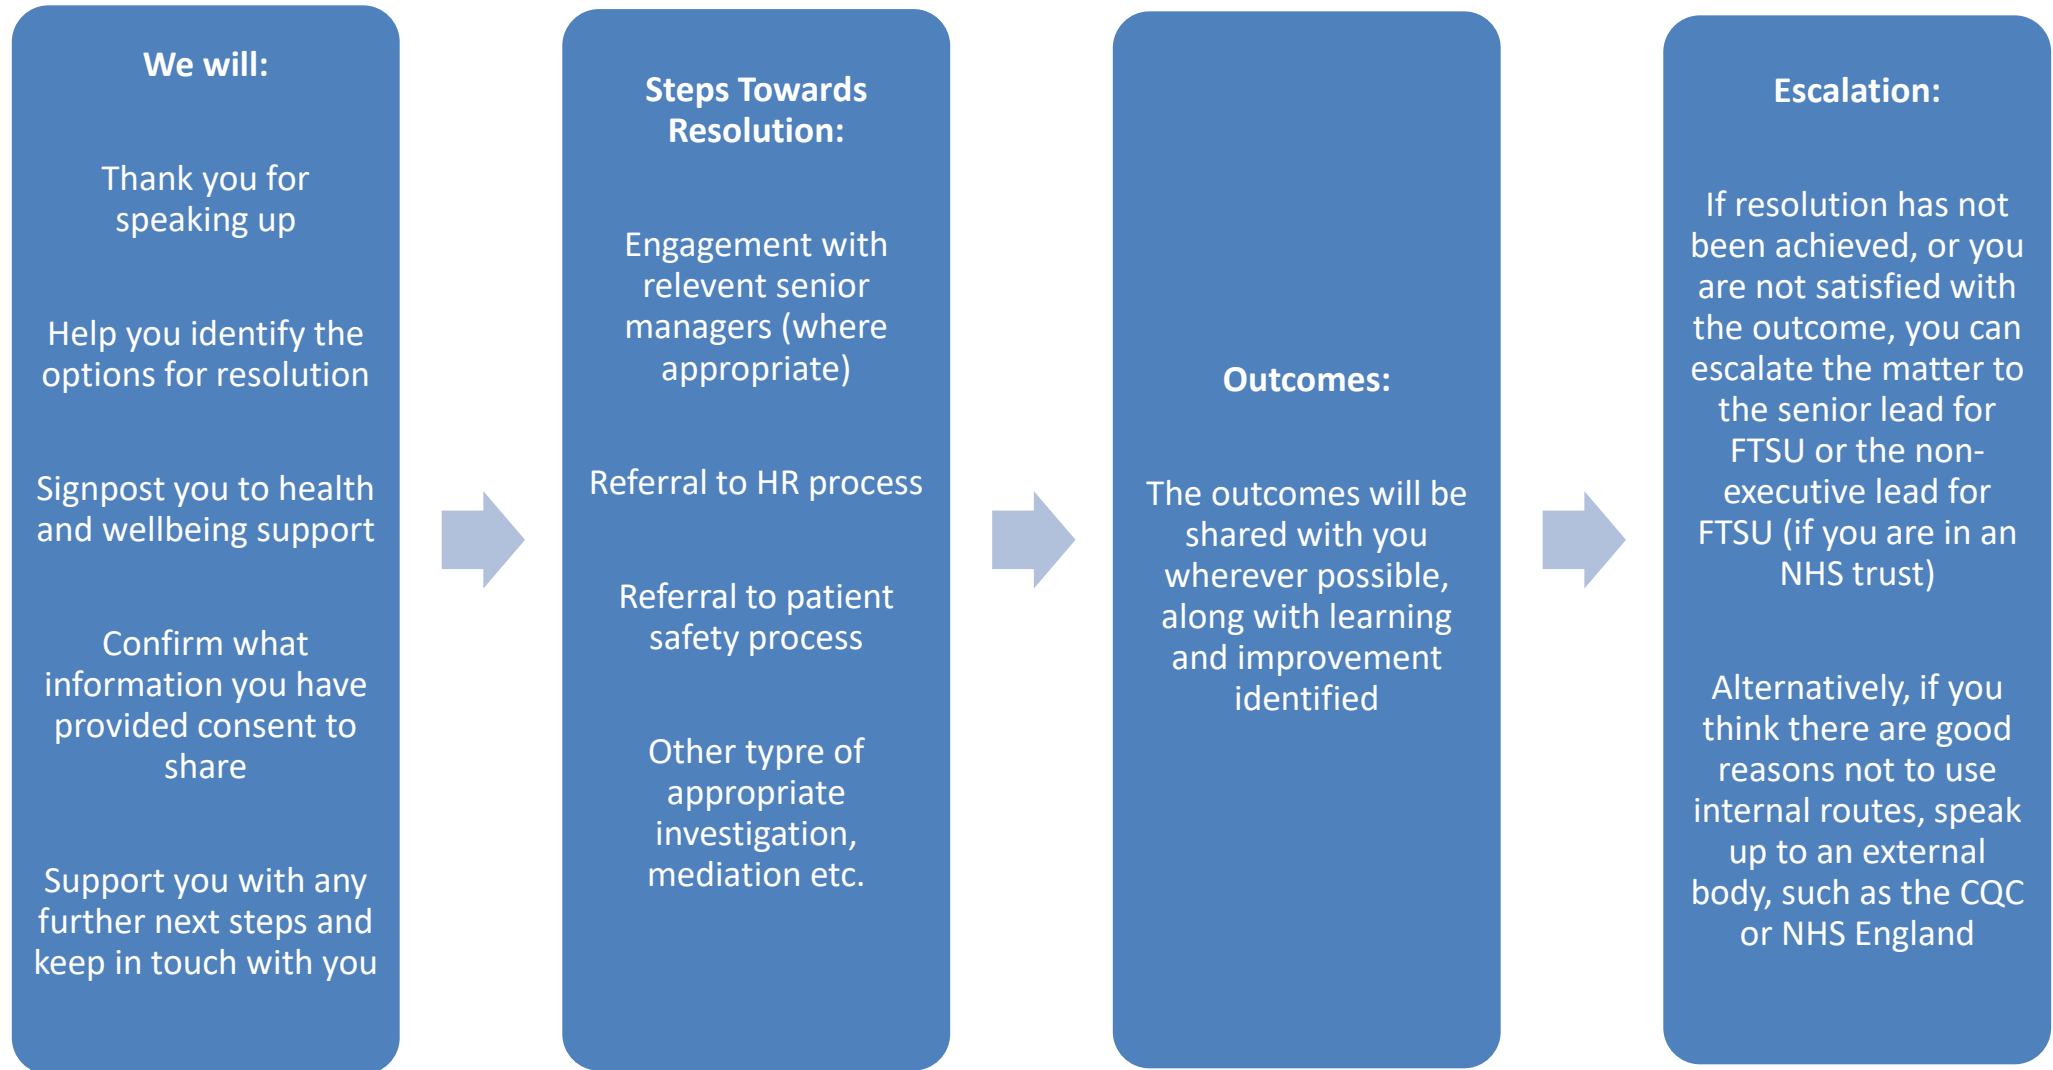 We will:
Thank you for
speaking up
Help you identify the
options for resolution
Signpost you to health
and wellbeing support
Confirm what
information you have
provided consent to
share
Support you with any
further next steps and
keep in touch with you
Steps Towards
Resolution:
Engagement with
relevent senior
managers (where
appropriate)
Referral to HR process
Referral to patient
safety process
Other typre of
appropriate
investigation,
mediation etc.
Outcomes:
The outcomes will be
shared with you
wherever possible,
along with learning
and improvement
identified
Escalation:
If resolution has not
been achieved, or you
are not satisfied with
the outcome, you can
escalate the matter to
the senior lead for
FTSU or the non-
executive lead for
FTSU (if you are in an
NHS trust)
Alternatively, if you
think there are good
reasons not to use
internal routes, speak
up to an external
body, such as the CQC
or NHS England